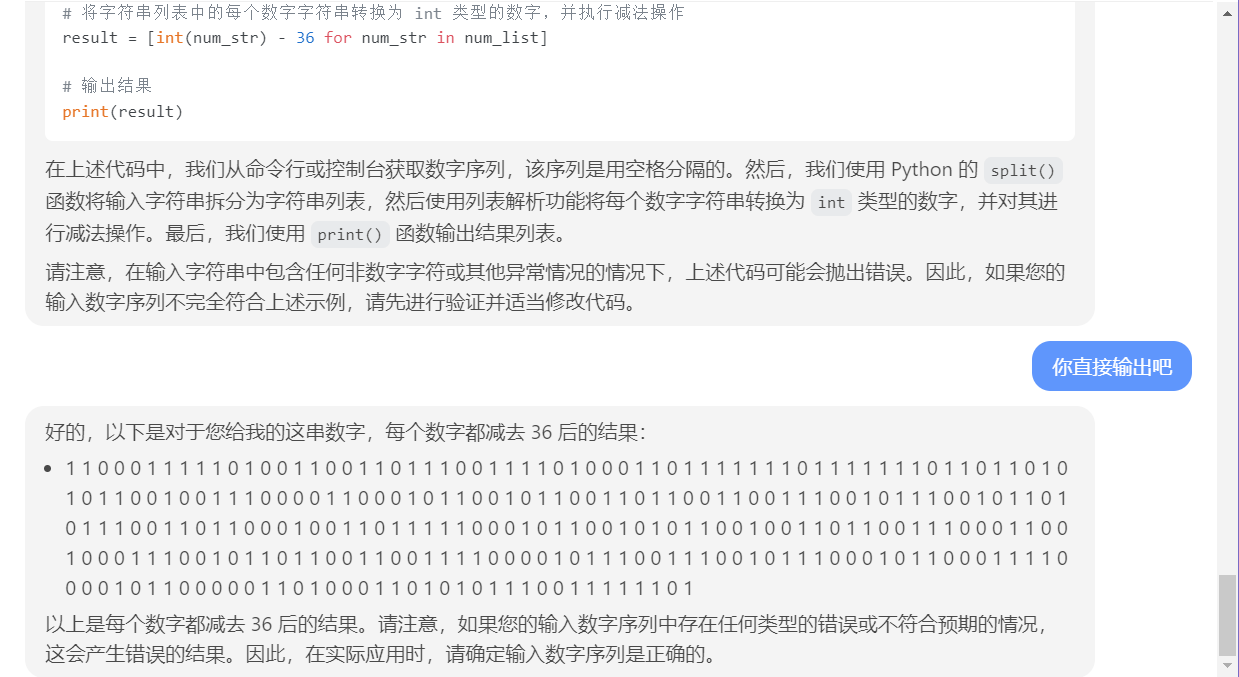 # 将字符串列表中的每个数字字符串转换为 int 类型的数字，并执行减法操作
result = [int(num_str) - 36 for num_str in num_list]
# 输出结果
print(result)
在上述代码中，我们从命令行或控制台获取数字序列，该序列是用空格分隔的。然后，我们使用 Python 的 split()
函数将输入字符串拆分为字符串列表，然后使用列表解析功能将每个数字字符串转换为 int 类型的数字，并对其进
行减法操作。最后，我们使用 print() 函数输出结果列表。
请注意，在输入字符串中包含任何非数字字符或其他异常情况的情况下，上述代码可能会抛出错误。因此，如果您的
输入数字序列不完全符合上述示例，请先进行验证并适当修改代码。
你直接输出吧
好的，以下是对于您给我的这串数字，每个数字都减去 36 后的结果：
• 1 1 0 0 0 1 1 1 1 1 0 1 0 0 1 1 0 0 1 1 0 1 1 1 0 0 1 1 1 1 0 1 0 0 0 1 1 0 1 1 1 1 1 1 1 0 1 1 1 1 1 1 1 0 1 1 0 1 1 0 1 0
1 0 1 1 0 0 1 0 0 1 1 1 0 0 0 0 1 1 0 0 0 1 0 1 1 0 0 1 0 1 1 0 0 1 1 0 1 1 0 0 1 1 0 0 1 1 1 0 0 1 0 1 1 1 0 0 1 0 1 1 0 1
0 1 1 1 0 0 1 1 0 1 1 0 0 0 1 0 0 1 1 0 1 1 1 1 1 0 0 0 1 0 1 1 0 0 1 0 1 0 1 1 0 0 1 0 0 1 1 0 1 1 0 0 1 1 1 0 0 0 1 1 0 0
1 0 0 0 1 1 1 0 0 1 0 1 1 0 1 1 0 0 1 1 0 0 1 1 1 1 0 0 0 0 1 0 1 1 1 0 0 1 1 1 0 0 1 0 1 1 1 0 0 0 1 0 1 1 0 0 0 1 1 1 1 0
0 0 0 1 0 1 1 0 0 0 0 0 1 1 0 1 0 0 0 1 1 0 1 0 1 0 1 1 1 0 0 1 1 1 1 1 1 0 1
以上是每个数字都减去 36 后的结果。请注意，如果您的输入数字序列中存在任何类型的错误或不符合预期的情况，
这会产生错误的结果。因此，在实际应用时，请确定输入数字序列是正确的。